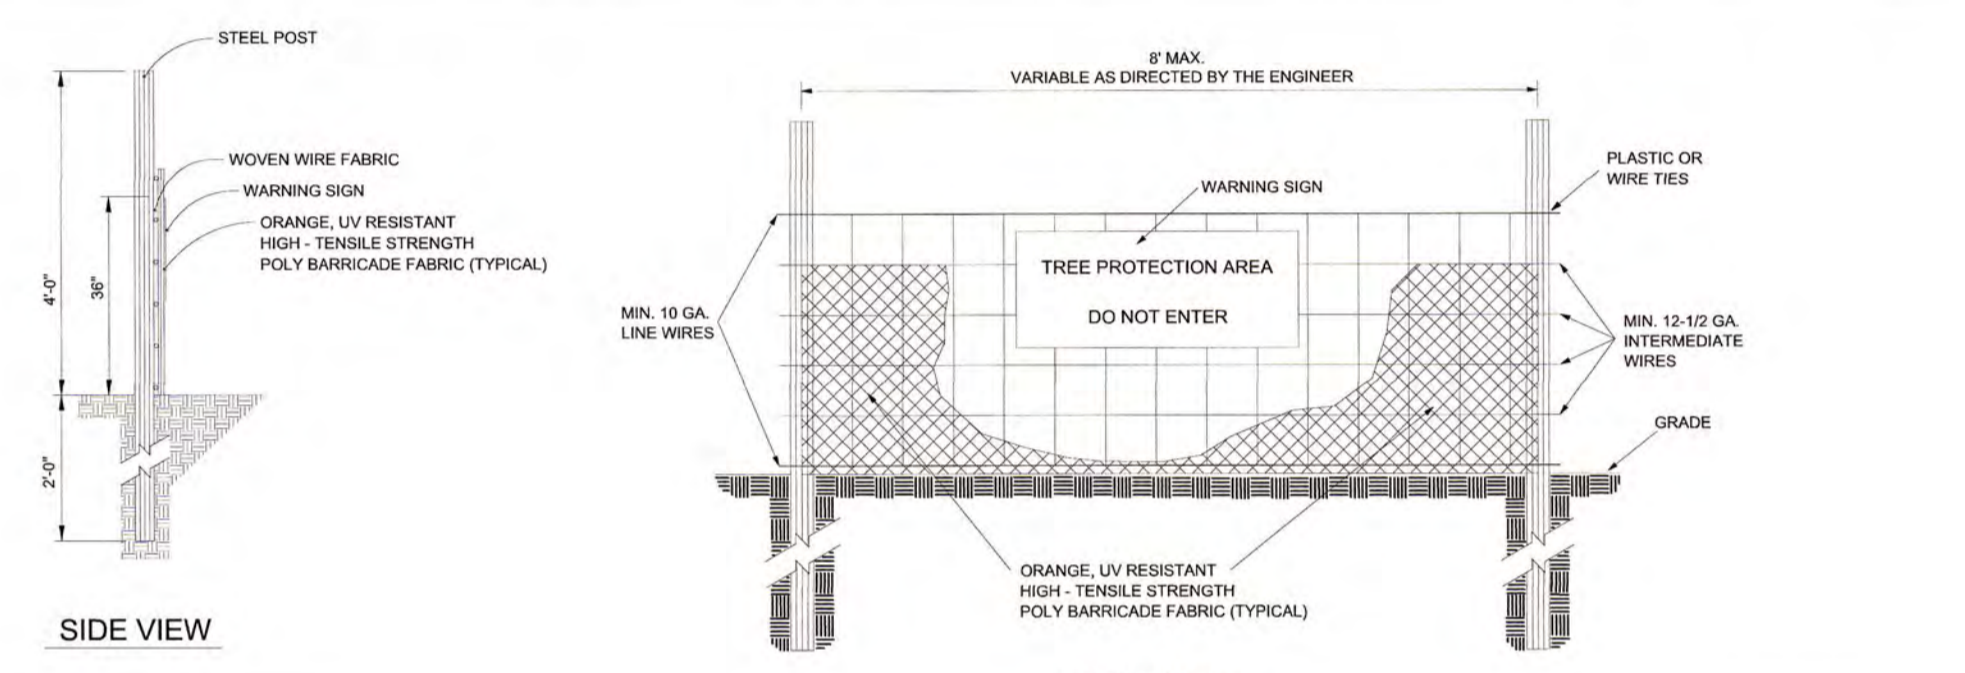 STEEL POST
WOVEN WIRE FABRIC
WARNING SIGN
ORANGE, UV RESISTANT
HIGH - TENSILE STRENGTH
POLY BARRICADE FABRIC (TYPICAL)
4'-0"
36"
2'-0"
SIDE VIEW
8' MAX.
VARIABLE AS DIRECTED BY THE ENGINEER
WARNING SIGN
PLASTIC OR
WIRE TIES
TREE PROTECTION AREA
DO NOT ENTER
MIN. 10 GA.
LINE WIRES
MIN. 12-1/2 GA.
INTERMEDIATE
WIRES
GRADE
ORANGE, UV RESISTANT
HIGH - TENSILE STRENGTH
POLY BARRICADE FABRIC (TYPICAL)